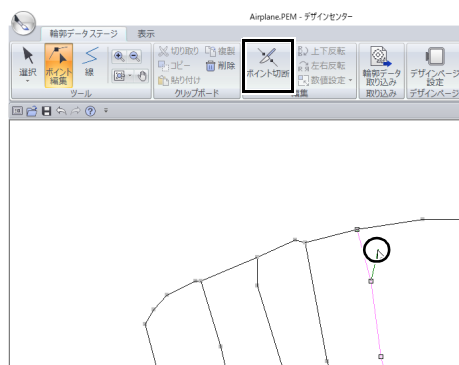 Airplane.PEM - デザインセンター
輪郭データステージ 表示
選択
ポイント編集
線
ツール
切り取り 複製
コピー 削除
貼り付け
クリップボード
ポイント切断
上下反転
左右反転
数値設定
編集
輪郭データ取り込み
取り込み
デザインページ設定
デザインページ